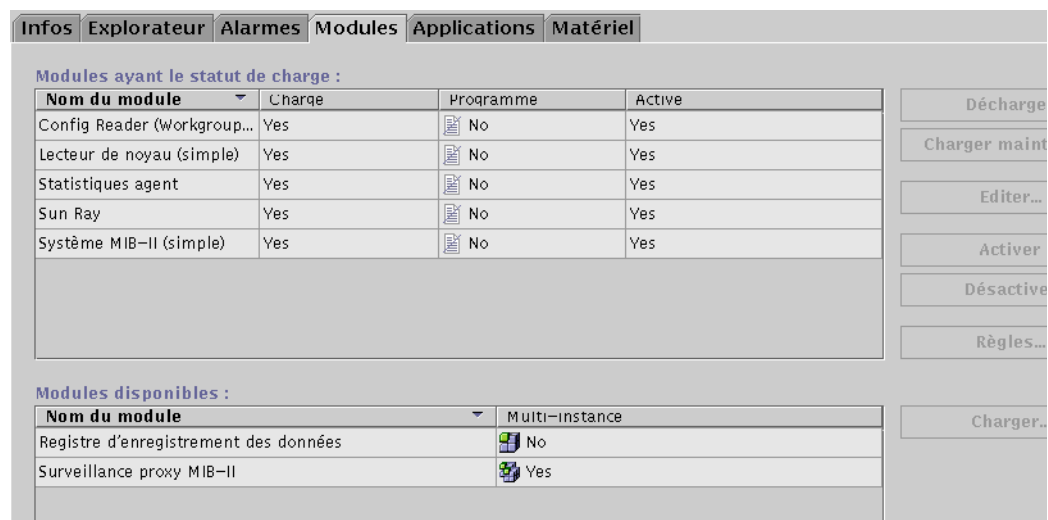 Infos Explorateur Alarmes Modules Applications Matériel
Modules ayant le statut de charge :
Nom du module Charge Programme Active
Config Reader (Workgroup... Yes No Yes
Lecteur de noyau (simple) Yes No Yes
Statistiques agent Yes No Yes
Sun Ray Yes No Yes
Système MIB-II (simple) Yes No Yes
Décharge
Charger maint
Editer...
Activer
Désactive
Règles...
Modules disponibles :
Nom du module Multi-instance
Registre d'enregistrement des données No
Surveillance proxy MIB-II Yes
Charger..